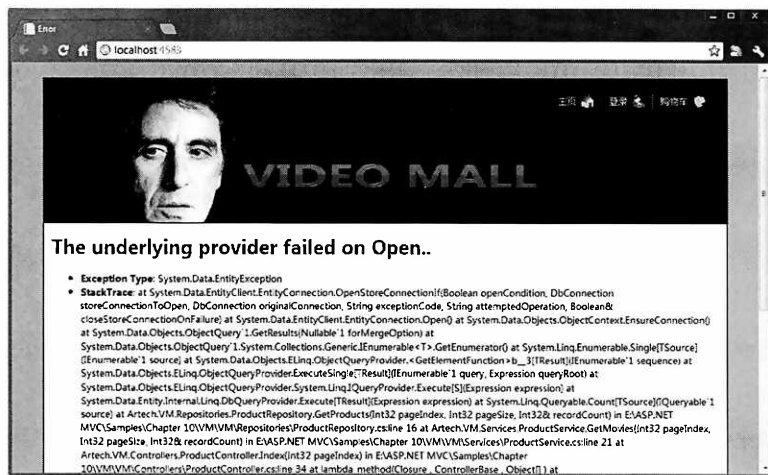 Error
localhost:4583
主页 登录 购物车
VIDEO MALL
The underlying provider failed on Open..
• Exception Type: System.Data.EntityException
• StackTrace: at System.Data.EntityClient.EntityConnection.OpenStoreConnectionIf(Boolean openCondition, DbConnection
storeConnectionToOpen, DbConnection originalConnection, String exceptionCode, String attemptedOperation, Boolean&
closeStoreConnectionOnFailure) at System.Data.EntityClient.EntityConnection.Open() at System.Data.Objects.ObjectContext.EnsureConnection()
at System.Data.Objects.ObjectQuery`1.GetResults(Nullable`1 forMergeOption) at
System.Data.Objects.ObjectQuery`1.System.Collections.Generic.IEnumerable<T>.GetEnumerator() at System.Linq.Enumerable.Single[TSource]
(IEnumerable`1 source) at System.Data.Objects.ELinq.ObjectQueryProvider.<GetElementFunction>b__3[TResult](IEnumerable`1 sequence) at
System.Data.Objects.ELinq.ObjectQueryProvider.ExecuteSingle[TResult](IEnumerable`1 query, Expression queryRoot) at
System.Data.Objects.ELinq.ObjectQueryProvider.System.Linq.IQueryProvider.Execute[S](Expression expression) at
System.Data.Entity.Internal.Linq.DbQueryProvider.Execute[TResult](Expression expression) at System.Linq.Queryable.Count[TSource](IQueryable`1
source) at Artech.VM.Repositories.ProductRepository.GetProducts(Int32 pageIndex, Int32 pageSize, Int32& recordCount) in E:\ASP.NET
MVC\Samples\Chapter 10\VM\VM\Repositories\ProductRepository.cs:line 16 at Artech.VM.Services.ProductService.GetMovies(Int32 pageIndex,
Int32 pageSize, Int32& recordCount) in E:\ASP.NET MVC\Samples\Chapter 10\VM\VM\Services\ProductService.cs:line 21 at
Artech.VM.Controllers.ProductController.Index(Int32 pageIndex) in E:\ASP.NET MVC\Samples\Chapter
10\VM\VM\Controllers\ProductController.cs:line 34 at lambda_method(Closure , ControllerBase , Object[] ) at